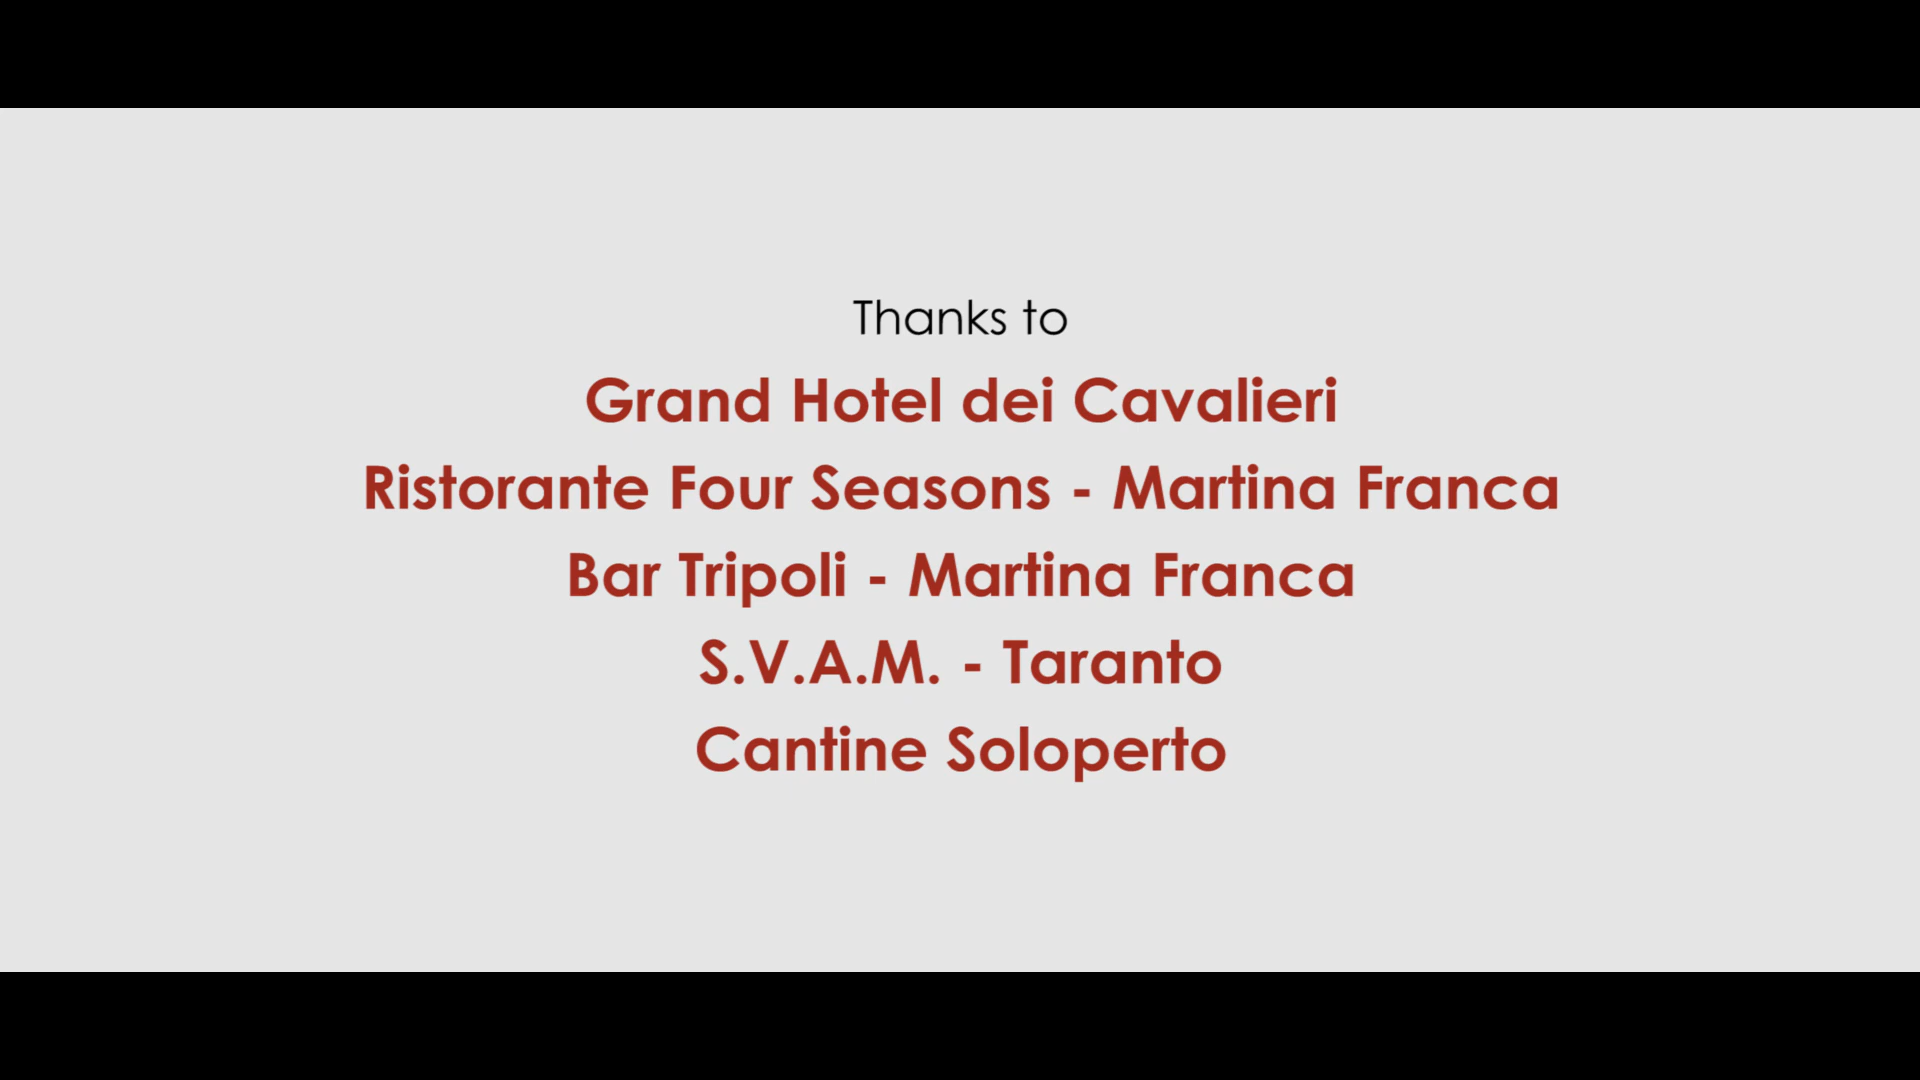 Thanks to
Grand Hotel dei Cavalieri
Ristorante Four Seasons - Martina Franca
Bar Tripoli - Martina Franca
S.V.A.M. - Taranto
Cantine Soloperto